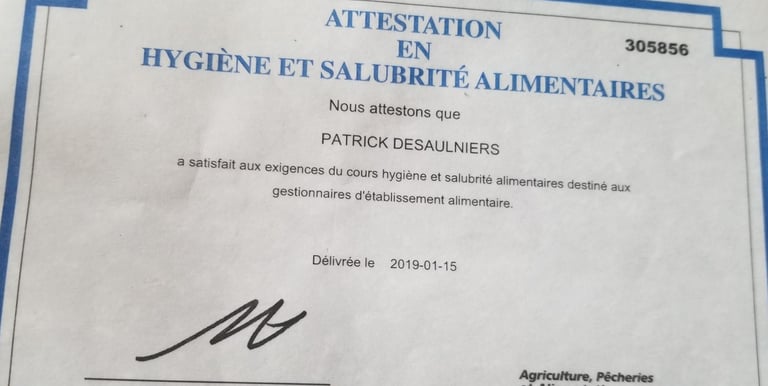 ATTESTATION
EN
305856
HYGIÈNE ET SALUBRITÉ ALIMENTAIRES
Nous attestons que
PATRICK DESAULNIERS
a satisfait aux exigences du cours hygiène et salubrité alimentaires destiné aux
gestionnaires d'établissement alimentaire.
Délivrée le 2019-01-15
Agriculture, Pêcheries